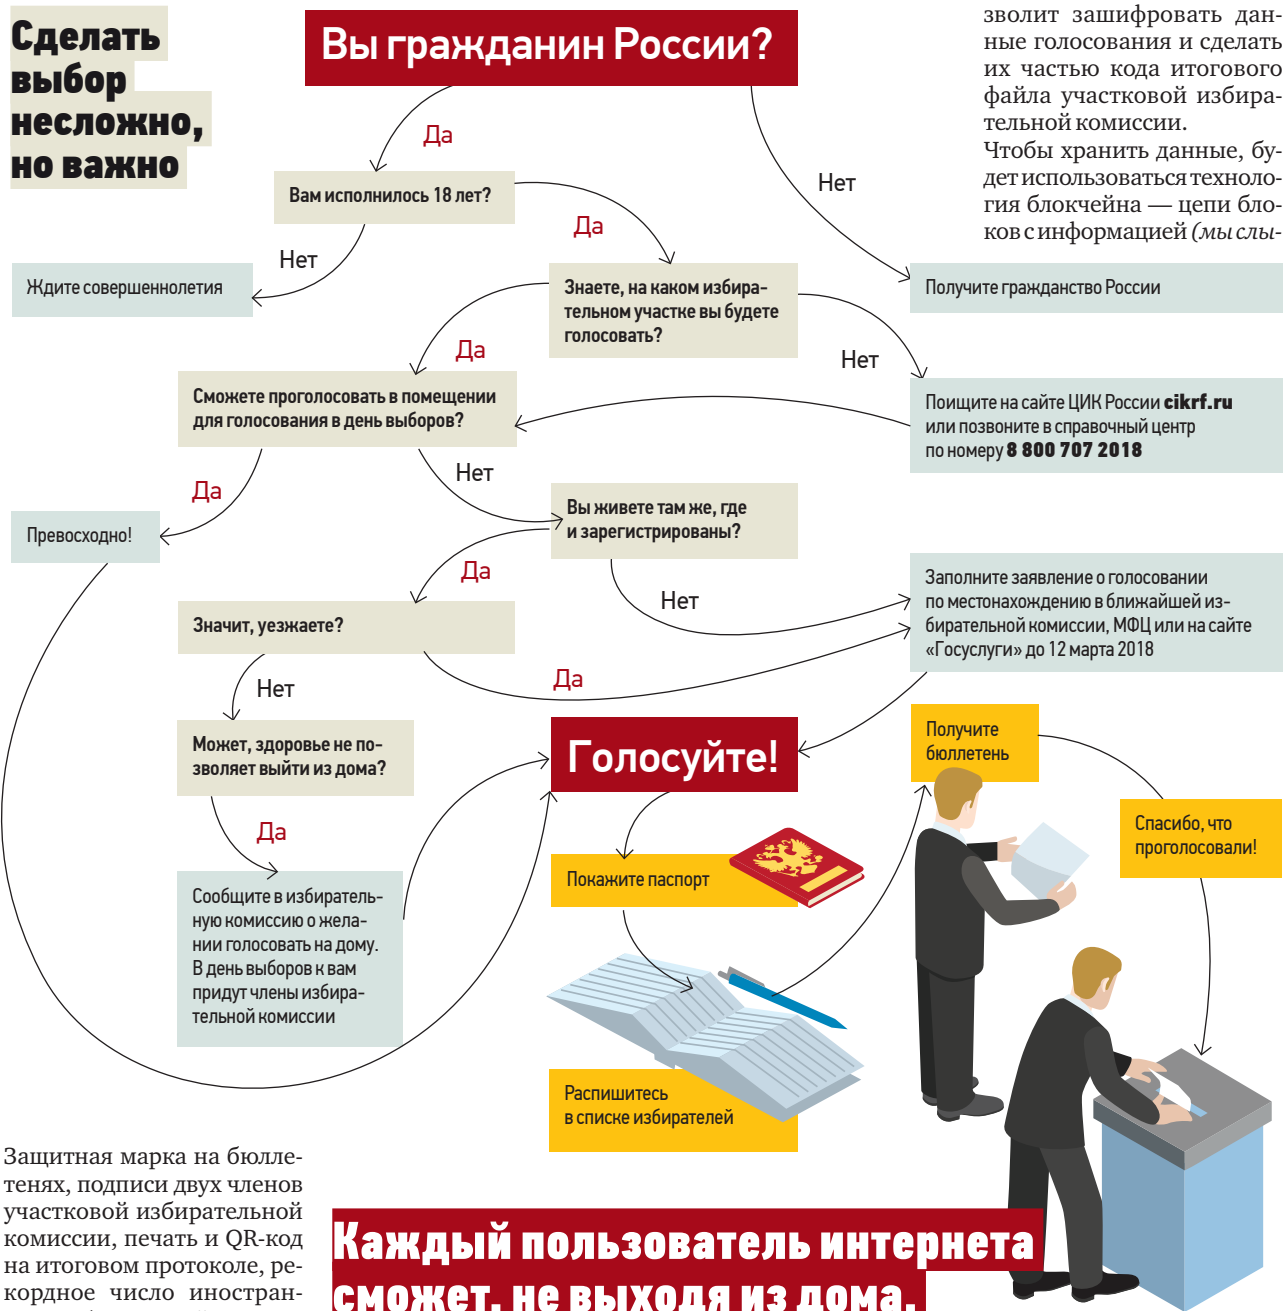 Сделать
выбор
несложно,
но важно
Вы гражданин России?
зволит зашифровать дан-
ные голосования и сделать
их частью кода итогового
файла участковой избира-
тельной комиссии.
Чтобы хранить данные, бу-
дет использоваться техноло-
гия блокчейна — цепи бло-
ков с информацией (мы слы-
Да
Нет
Вам исполнилось 18 лет?
Да
Нет
Ждите совершеннолетия
Знаете, на каком избира-
тельном участке вы будете
голосовать?
Получите гражданство России
Да
Нет
Сможете проголосовать в помещении
для голосования в день выборов?
Поищите на сайте ЦИК России cikrf.ru
или позвоните в справочный центр
по номеру 8 800 707 2018
Да
Нет
Превосходно!
Вы живете там же, где
и зарегистрированы?
Да
Нет
Заполните заявление о голосовании
по местонахождению в ближайшей из-
бирательной комиссии, МФЦ или на сайте
«Госуслуги» до 12 марта 2018
Значит, уезжаете?
Нет
Да
Может, здоровье не по-
зволяет выйти из дома?
Голосуйте!
Получите
бюллетень
Да
Спасибо, что
проголосовали!
Сообщите в избиратель-
ную комиссию о жела-
нии голосовать на дому.
В день выборов к вам
придут члены избира-
тельной комиссии
Покажите паспорт
Распишитесь
в списке избирателей
Защитная марка на бюлле-
тенях, подписи двух членов
участковой избирательной
комиссии, печать и QR-код
на итоговом протоколе, ре-
кордное число иностран-
Каждый пользователь интернета
сможет, не выходя из дома,